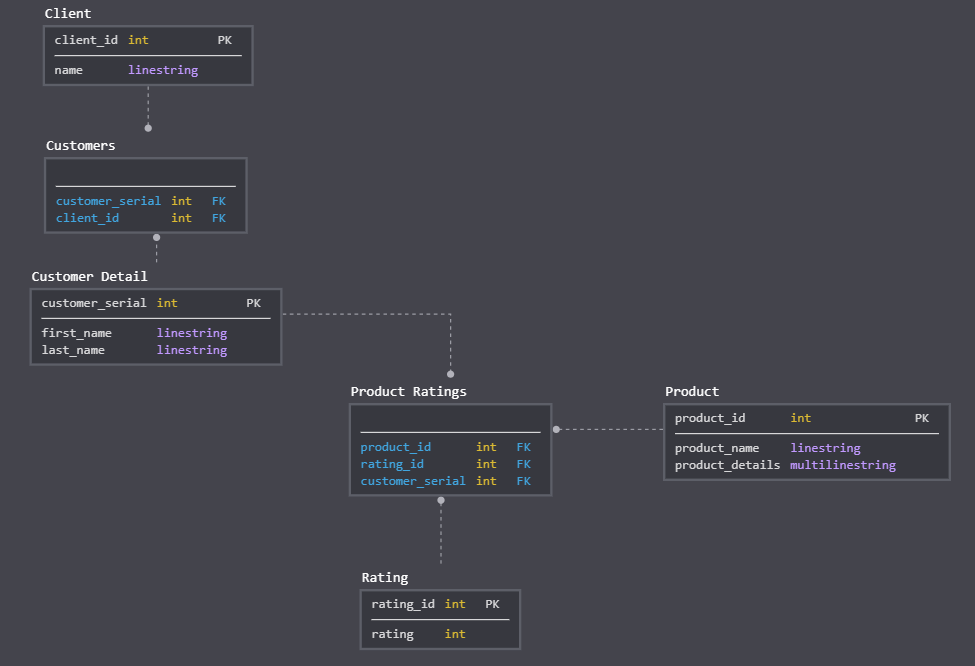 Client
client_id int PK
name linestring
Customers
customer_serial int FK
client_id int FK
Customer Detail
customer_serial int PK
first_name linestring
last_name linestring
Product Ratings
product_id int FK
rating_id int FK
customer_serial int FK
Product
product_id int PK
product_name linestring
product_details multilinestring
Rating
rating_id int PK
rating int